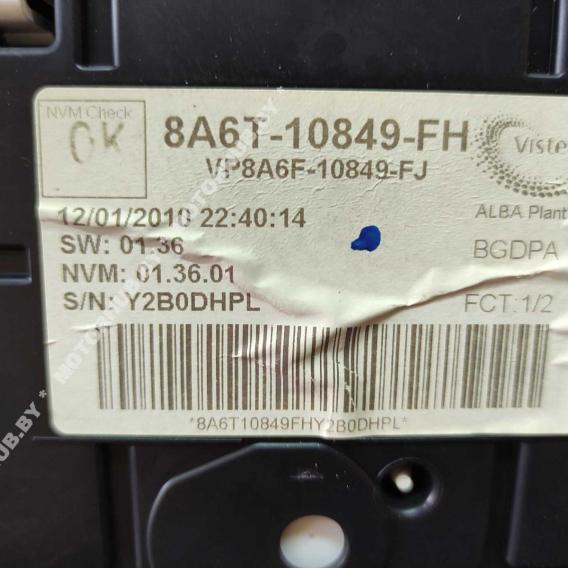 NVM Check
OK
8A6T-10849-FH
VP8A6F-10849-FJ
Viste
12/01/2010 22:40:14
ALBA Plant
SW: 01.36
BGDPA
NVM: 01.36.01
S/N: Y2B0DHPL
FCT:1/2
*8A6T10849FHY2B0DHPL*